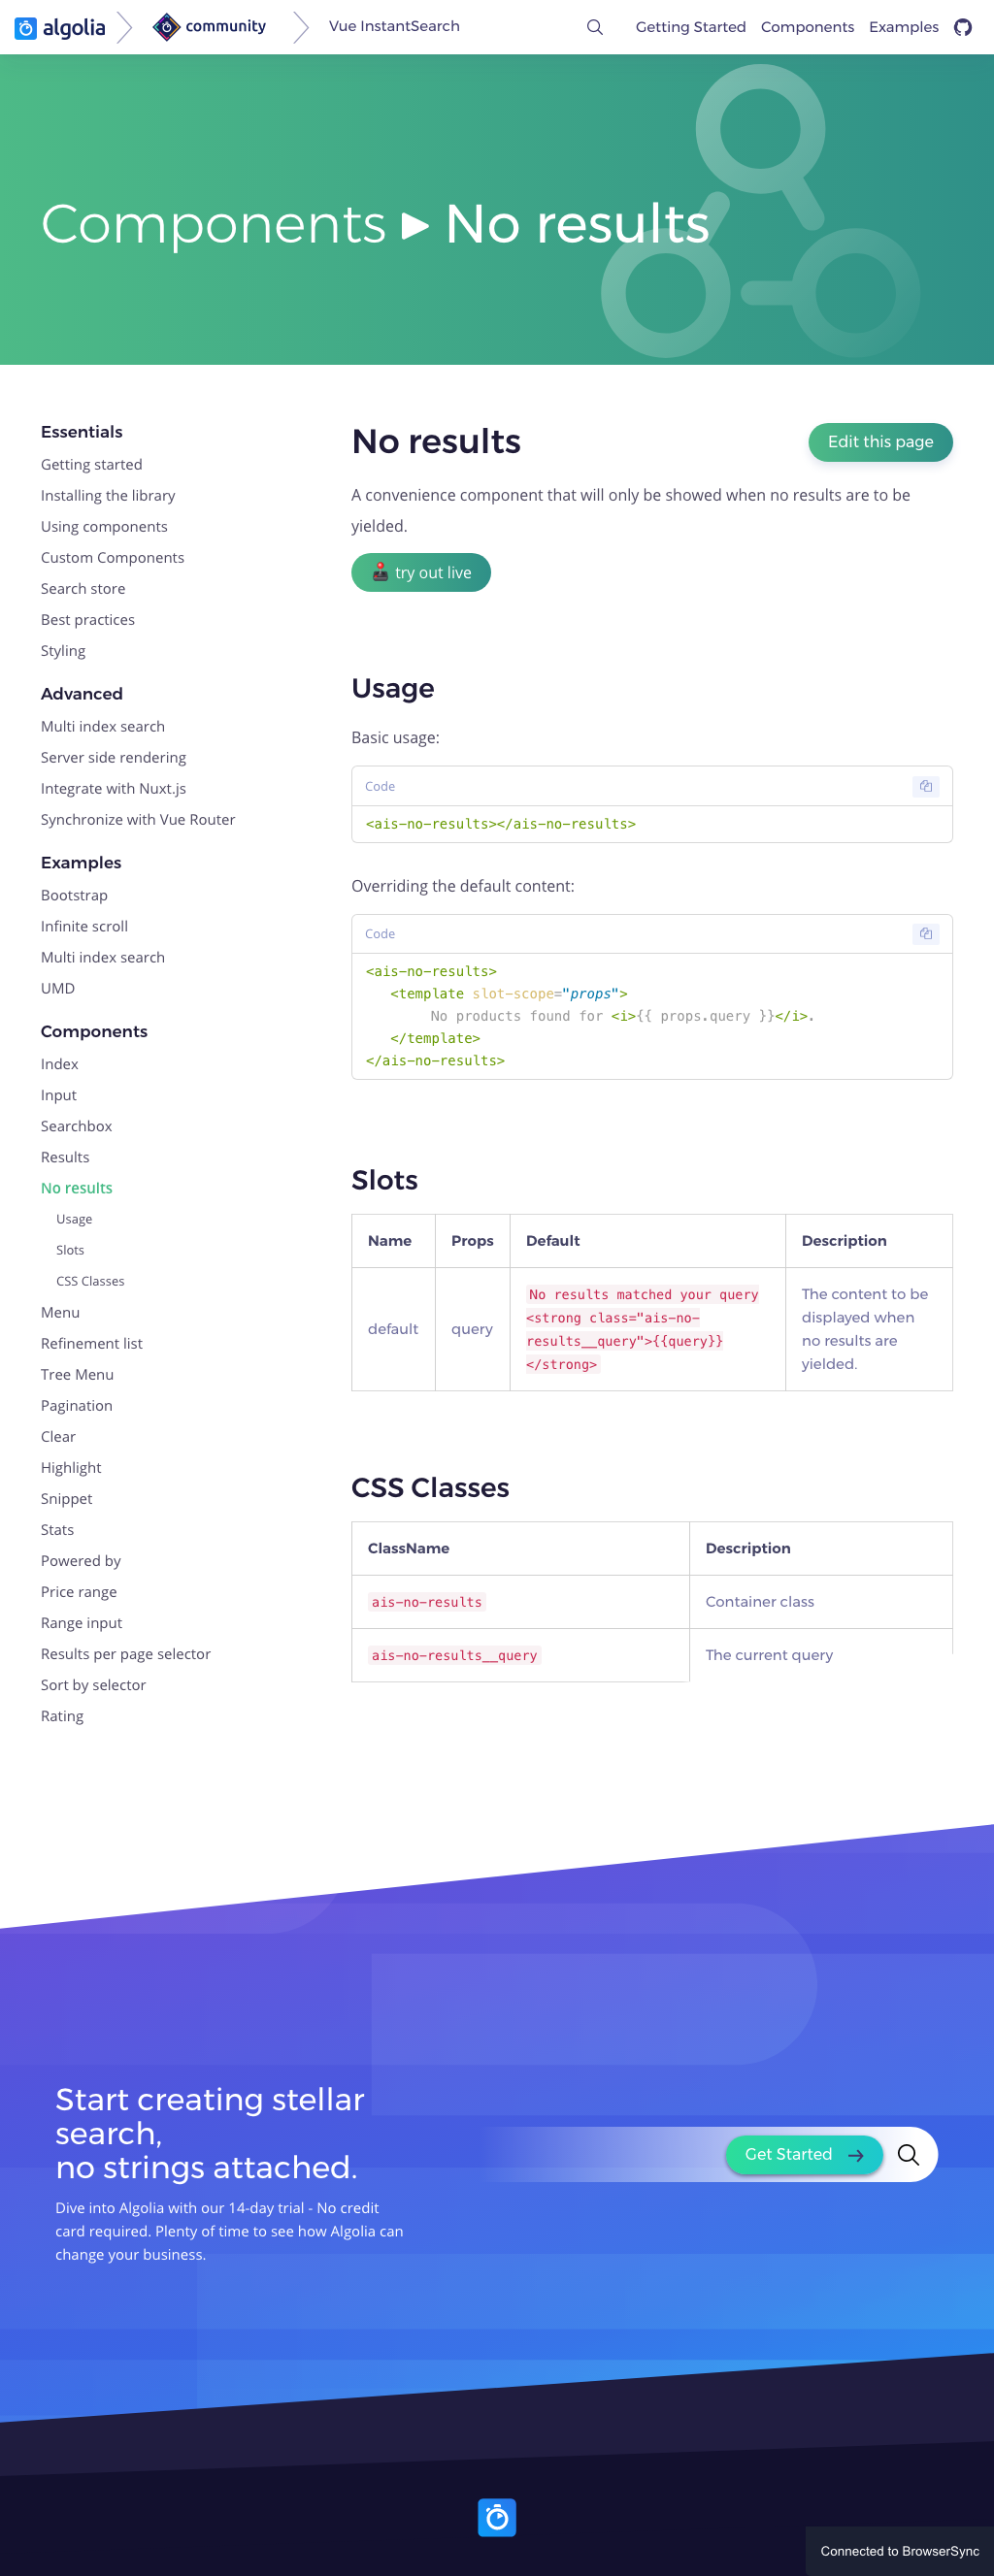 algolia
community
Vue InstantSearch
Getting Started
Components
Examples
Components ▸ No results
Essentials
Getting started
Installing the library
Using components
Custom Components
Search store
Best practices
Styling
Advanced
Multi index search
Server side rendering
Integrate with Nuxt.js
Synchronize with Vue Router
Examples
Bootstrap
Infinite scroll
Multi index search
UMD
Components
Index
Input
Searchbox
Results
No results
Usage
Slots
CSS Classes
Menu
Refinement list
Tree Menu
Pagination
Clear
Highlight
Snippet
Stats
Powered by
Price range
Range input
Results per page selector
Sort by selector
Rating
No results
Edit this page
A convenience component that will only be showed when no results are to be
yielded.
🕹️ try out live
Usage
Basic usage:
Code
<ais-no-results></ais-no-results>
Overriding the default content:
Code
<ais-no-results>
<template slot-scope="props">
No products found for <i>{{ props.query }}</i>.
</template>
</ais-no-results>
Slots
Name Props Default Description
default
query
No results matched your query
<strong class="ais-no-
results__query">{{query}}
</strong>
The content to be
displayed when
no results are
yielded.
CSS Classes
ClassName Description
ais-no-results Container class
ais-no-results__query The current query
Start creating stellar
search,
no strings attached.
Dive into Algolia with our 14-day trial - No credit
card required. Plenty of time to see how Algolia can
change your business.
Get Started →
Connected to BrowserSync